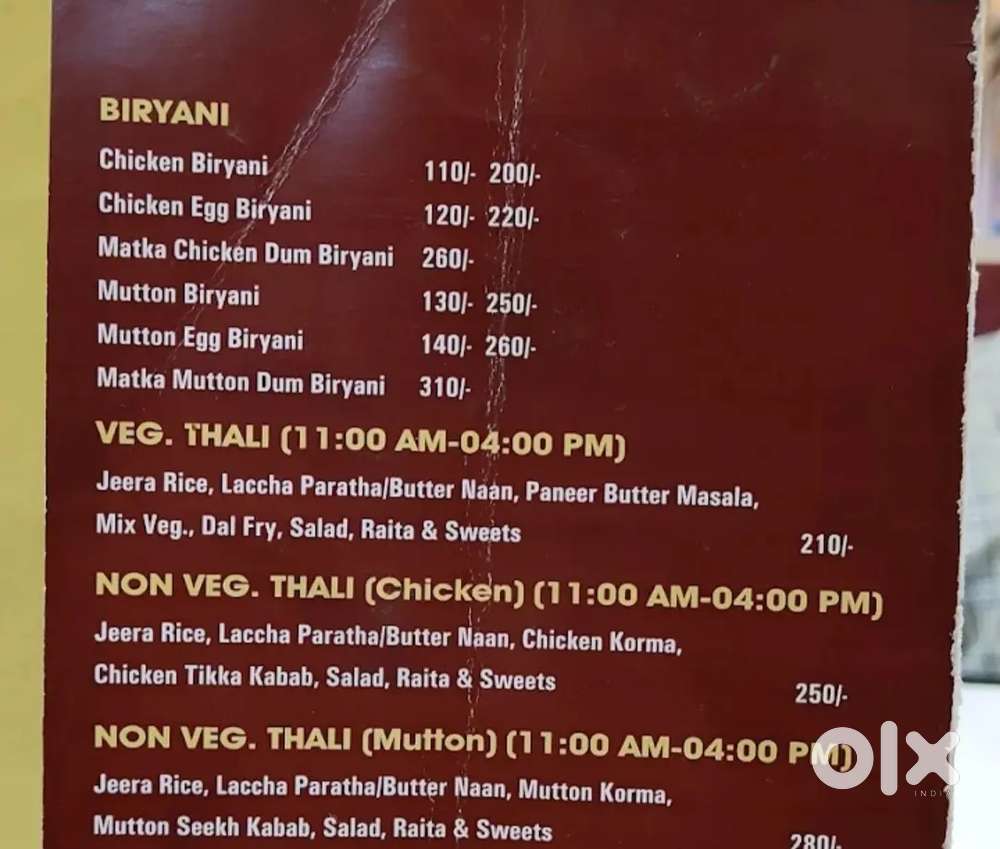 BIRYANI
Chicken Biryani 110/- 200/-
Chicken Egg Biryani 120/- 220/-
Matka Chicken Dum Biryani 260/-
Mutton Biryani 130/- 250/-
Mutton Egg Biryani 140/- 260/-
Matka Mutton Dum Biryani 310/-
VEG. THALI (11:00 AM-04:00 PM)
Jeera Rice, Laccha Paratha/Butter Naan, Paneer Butter Masala,
Mix Veg., Dal Fry, Salad, Raita & Sweets 210/-
NON VEG. THALI (Chicken) (11:00 AM-04:00 PM)
Jeera Rice, Laccha Paratha/Butter Naan, Chicken Korma,
Chicken Tikka Kabab, Salad, Raita & Sweets 250/-
NON VEG. THALI (Mutton) (11:00 AM-04:00 PM)
Jeera Rice, Laccha Paratha/Butter Naan, Mutton Korma,
Mutton Seekh Kabab, Salad, Raita & Sweets 280/-
olx
INDIA